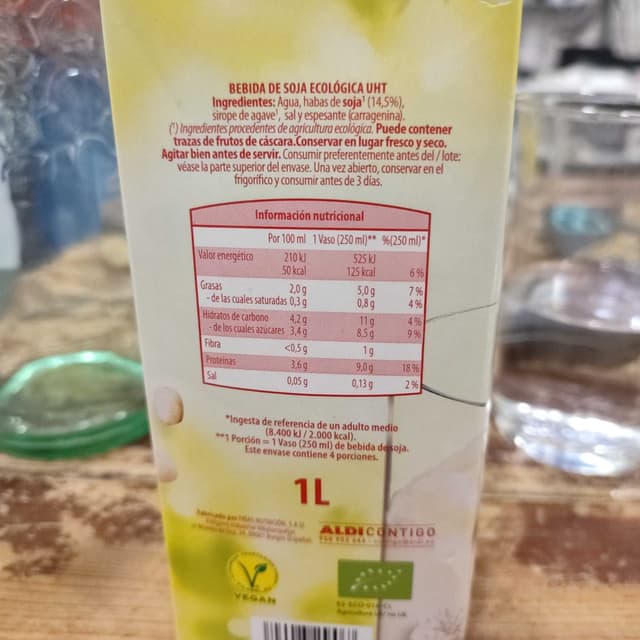 BEBIDA DE SOJA ECOLÓGICA UHT
Ingredientes: Agua, habas de soja¹ (14,5%),
sirope de agave¹, sal y espesante (carragenina).
(¹) Ingredientes procedentes de agricultura ecológica. Puede contener
trazas de frutos de cáscara.Conservar en lugar fresco y seco.
Agitar bien antes de servir. Consumir preferentemente antes del / lote:
véase la parte superior del envase. Una vez abierto, conservar en el
frigorífico y consumir antes de 3 días.
Información nutricional
Por 100 ml 1 Vaso (250 ml)** %(250 ml)*
Valor energético 210 kJ 525 kJ
50 kcal 125 kcal 6 %
Grasas 2,0 g 5,0 g 7 %
- de las cuales saturadas 0,3 g 0,8 g 4 %
Hidratos de carbono 4,2 g 11 g 4 %
- de los cuales azúcares 3,4 g 8,5 g 9 %
Fibra <0,5 g 1 g
Proteínas 3,6 g 9,0 g 18 %
Sal 0,05 g 0,13 g 2 %
*Ingesta de referencia de un adulto medio
(8.400 kJ / 2.000 kcal).
**1 Porción = 1 Vaso (250 ml) de bebida de soja.
Este envase contiene 4 porciones.
1L
Fabricado por: FRIAS NUTRICIÓN, S.A.U.
ALDICONTIGO
VEGAN